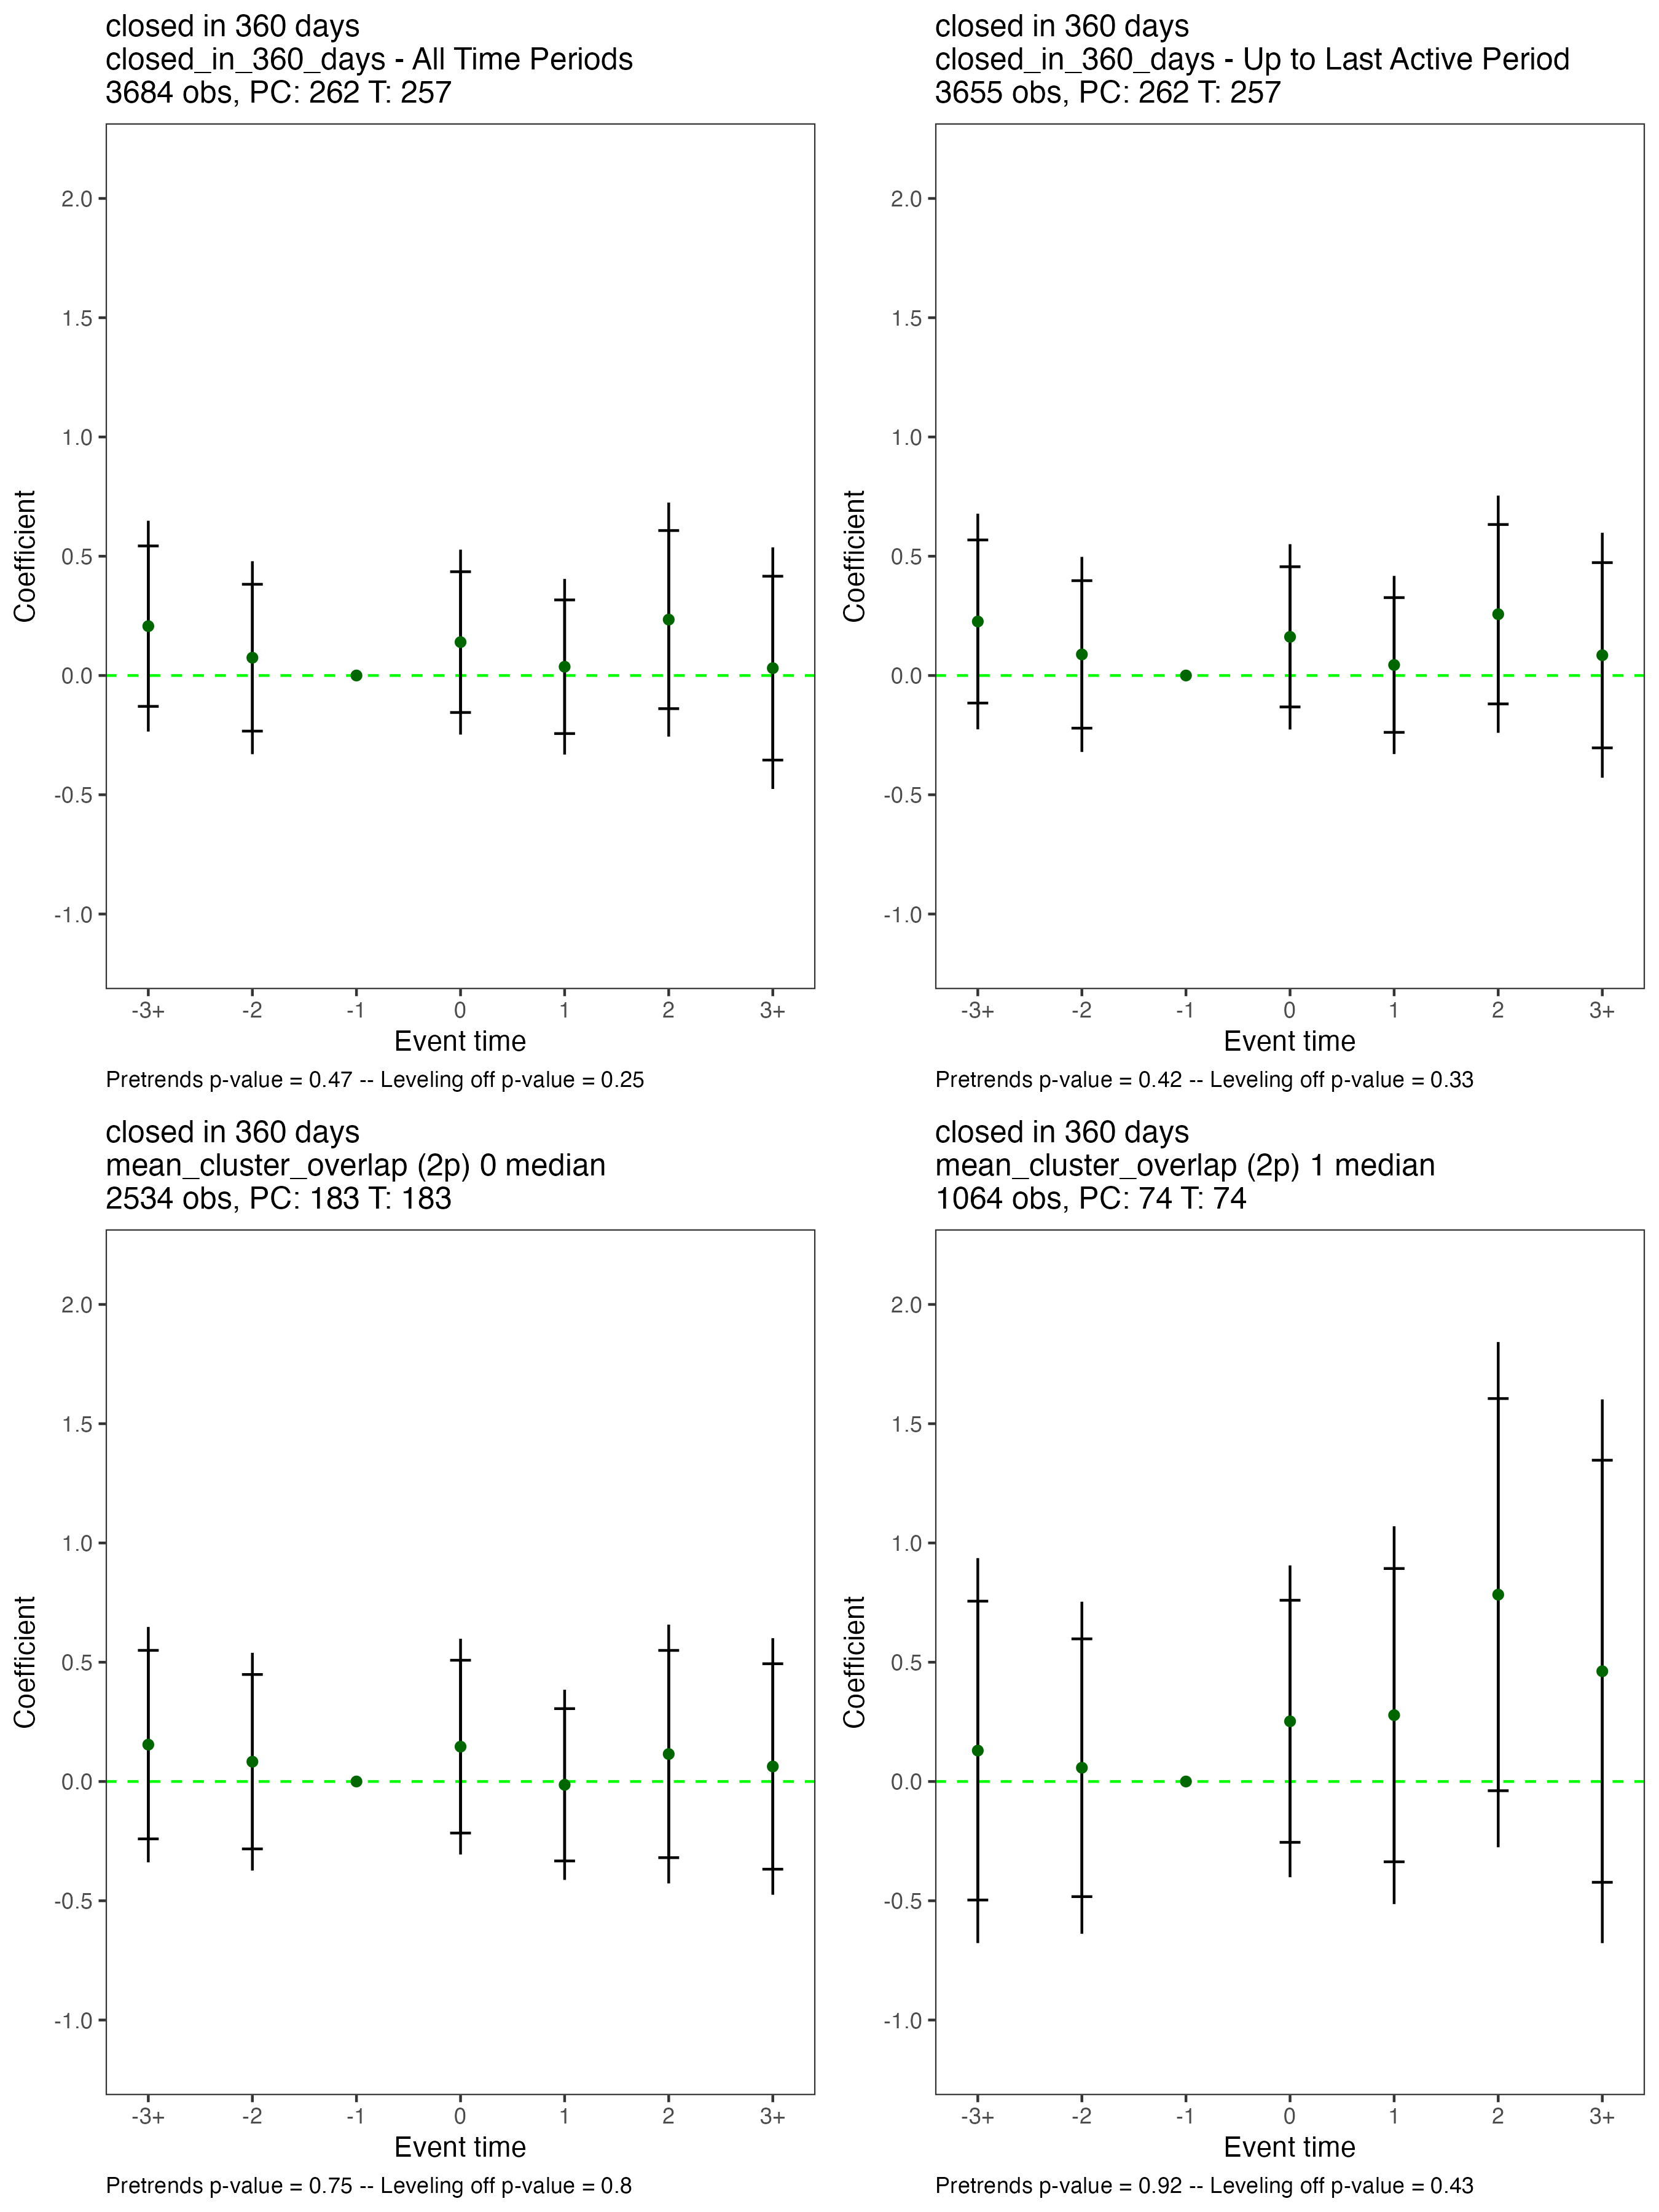 closed in 360 days
closed_in_360_days - All Time Periods
3684 obs, PC: 262 T: 257
Coefficient
2.0
1.5
1.0
0.5
0.0
-0.5
-1.0
-3+ -2 -1 0 1 2 3+
Event time
Pretrends p-value = 0.47 -- Leveling off p-value = 0.25
closed in 360 days
closed_in_360_days - Up to Last Active Period
3655 obs, PC: 262 T: 257
Coefficient
2.0
1.5
1.0
0.5
0.0
-0.5
-1.0
-3+ -2 -1 0 1 2 3+
Event time
Pretrends p-value = 0.42 -- Leveling off p-value = 0.33
closed in 360 days
mean_cluster_overlap (2p) 0 median
2534 obs, PC: 183 T: 183
Coefficient
2.0
1.5
1.0
0.5
0.0
-0.5
-1.0
-3+ -2 -1 0 1 2 3+
Event time
Pretrends p-value = 0.75 -- Leveling off p-value = 0.8
closed in 360 days
mean_cluster_overlap (2p) 1 median
1064 obs, PC: 74 T: 74
Coefficient
2.0
1.5
1.0
0.5
0.0
-0.5
-1.0
-3+ -2 -1 0 1 2 3+
Event time
Pretrends p-value = 0.92 -- Leveling off p-value = 0.43